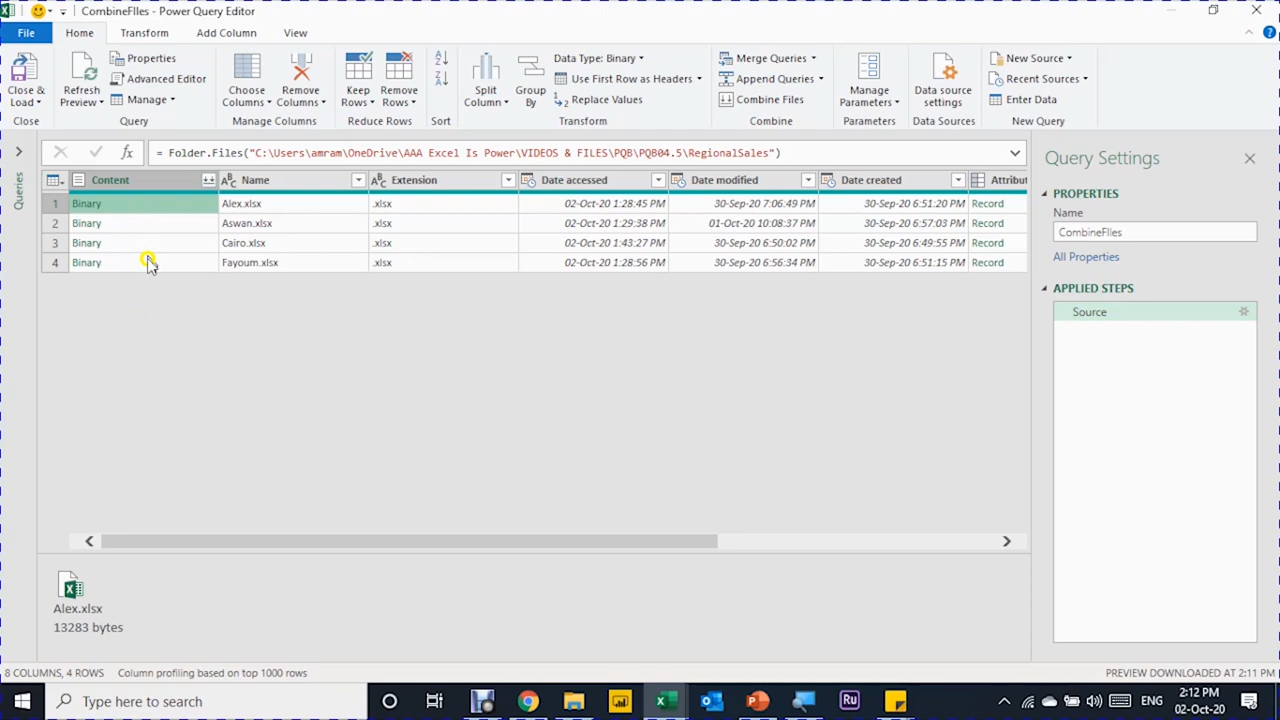 CombineFIles - Power Query Editor
File Home Transform Add Column View
Close & Load
Refresh Preview
Properties
Advanced Editor
Manage
Choose Columns
Remove Columns
Keep Rows
Remove Rows
Split Column
Group By
Data Type: Binary
Use First Row as Headers
Replace Values
Merge Queries
Append Queries
Combine Files
Manage Parameters
Data source settings
New Source
Recent Sources
Enter Data
Close Query Manage Columns Reduce Rows Sort Transform Combine Parameters Data Sources New Query
= Folder.Files("C:\Users\amram\OneDrive\AAA Excel Is Power\VIDEOS & FILES\PQB\PQB04.5\RegionalSales")
Queries
Content Name Extension Date accessed Date modified Date created Attribut
1 Binary Alex.xlsx .xlsx 02-Oct-20 1:28:45 PM 30-Sep-20 7:06:49 PM 30-Sep-20 6:51:20 PM Record
2 Binary Aswan.xlsx .xlsx 02-Oct-20 1:29:38 PM 01-Oct-20 10:08:37 PM 30-Sep-20 6:57:03 PM Record
3 Binary Cairo.xlsx .xlsx 02-Oct-20 1:43:27 PM 30-Sep-20 6:50:02 PM 30-Sep-20 6:49:55 PM Record
4 Binary Fayoum.xlsx .xlsx 02-Oct-20 1:28:56 PM 30-Sep-20 6:56:34 PM 30-Sep-20 6:51:15 PM Record
Query Settings
PROPERTIES
Name
CombineFIles
All Properties
APPLIED STEPS
Source
Alex.xlsx
13283 bytes
8 COLUMNS, 4 ROWS Column profiling based on top 1000 rows PREVIEW DOWNLOADED AT 2:11 PM
Type here to search
ENG
2:12 PM
02-Oct-20